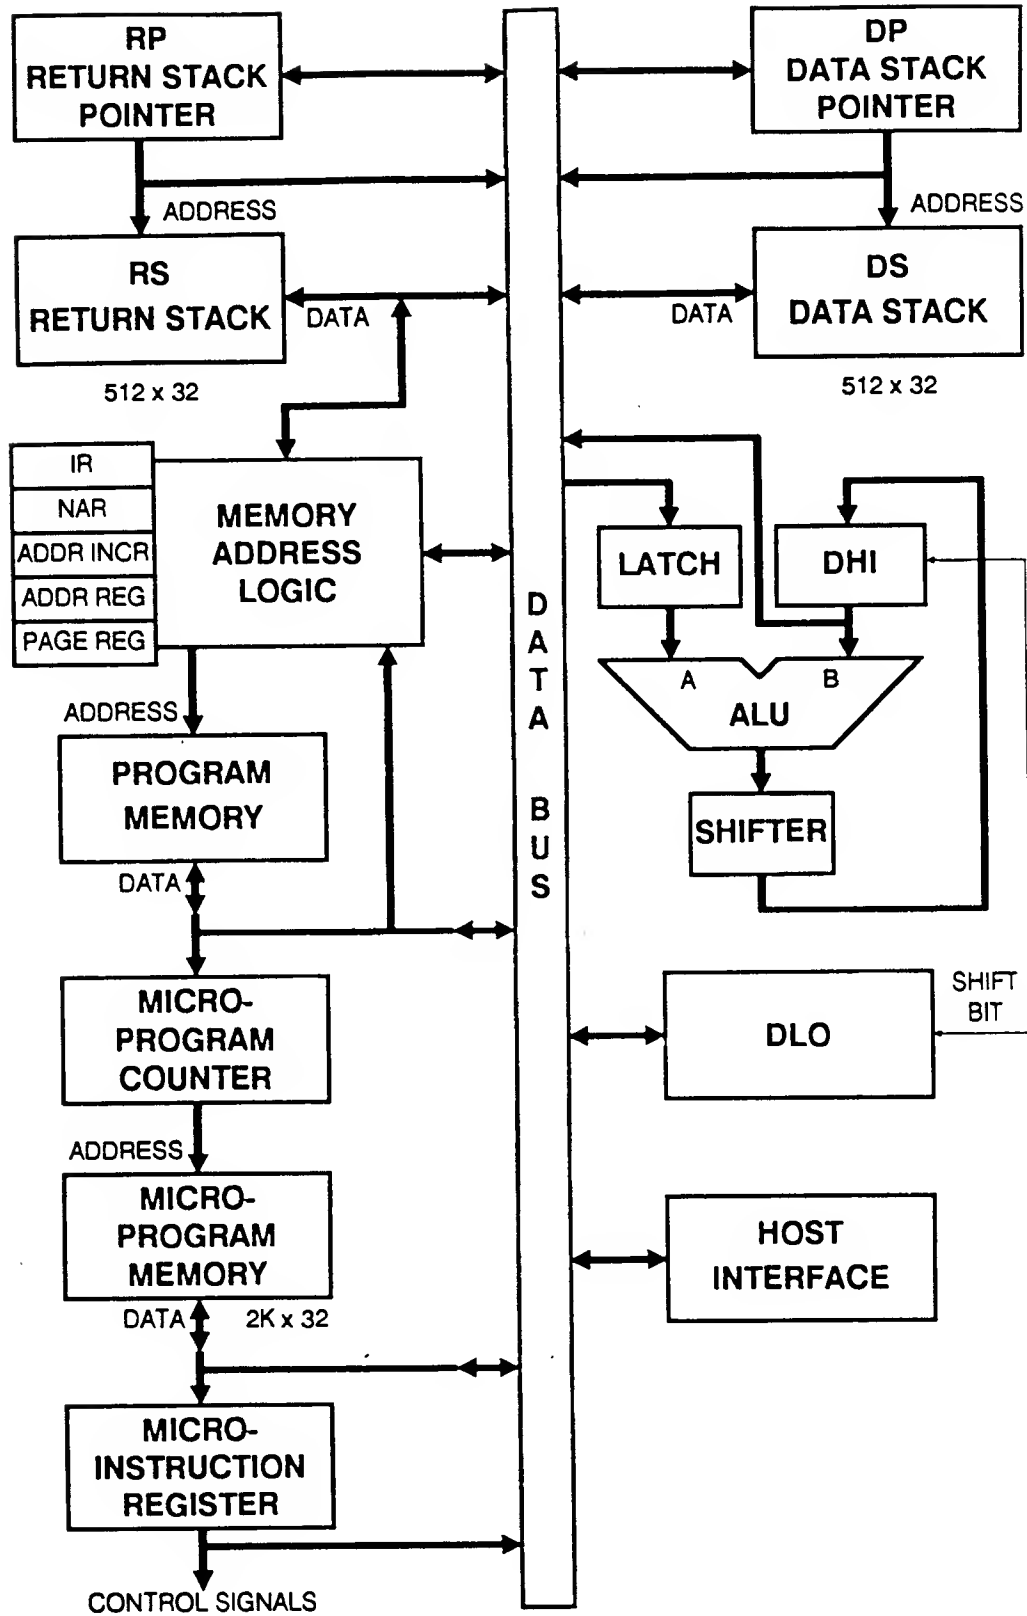 RP
RETURN STACK
POINTER
DP
DATA STACK
POINTER
ADDRESS
ADDRESS
RS
RETURN STACK
DATA
DS
DATA STACK
DATA
512 x 32
512 x 32
IR
NAR
ADDR INCR
ADDR REG
PAGE REG
MEMORY
ADDRESS
LOGIC
DATA BUS
LATCH
DHI
A
B
ALU
SHIFTER
ADDRESS
PROGRAM
MEMORY
DATA
MICRO-
PROGRAM
COUNTER
DLO
SHIFT
BIT
ADDRESS
MICRO-
PROGRAM
MEMORY
DATA
2K x 32
HOST
INTERFACE
MICRO-
INSTRUCTION
REGISTER
CONTROL SIGNALS